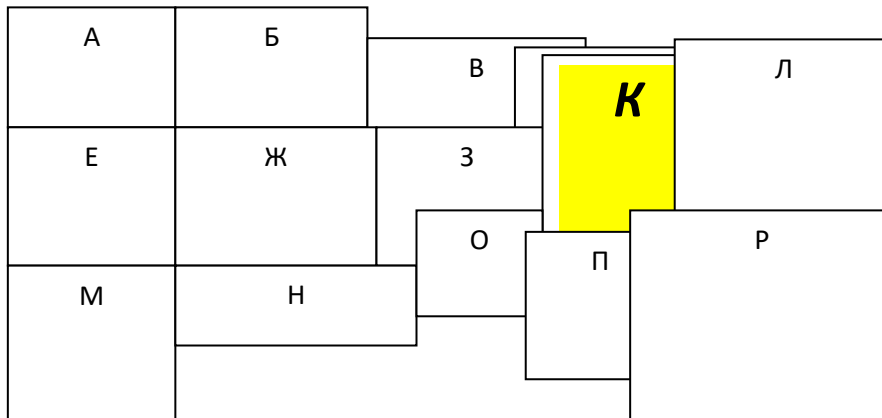 А Б
В К Л
Е Ж З
О П Р
М Н